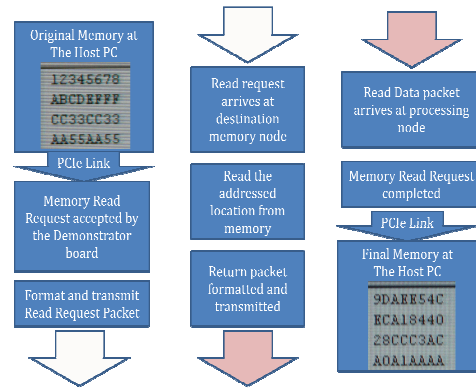 Original Memory at
The Host PC
12345678
ABCDEFFF
CC33CC33
AA55AA55
PCIe Link
Memory Read
Request accepted by
the Demonstrator
board
Format and transmit
Read Request Packet
Read request
arrives at
destination
memory node
Read the
addressed
location from
memory
Return packet
formatted and
transmitted
Read Data packet
arrives at processing
node
Memory Read Request
completed
PCIe Link
Final Memory at
The Host PC
9DAEE54C
ECA18440
28CCC3AC
A0A1AAAA